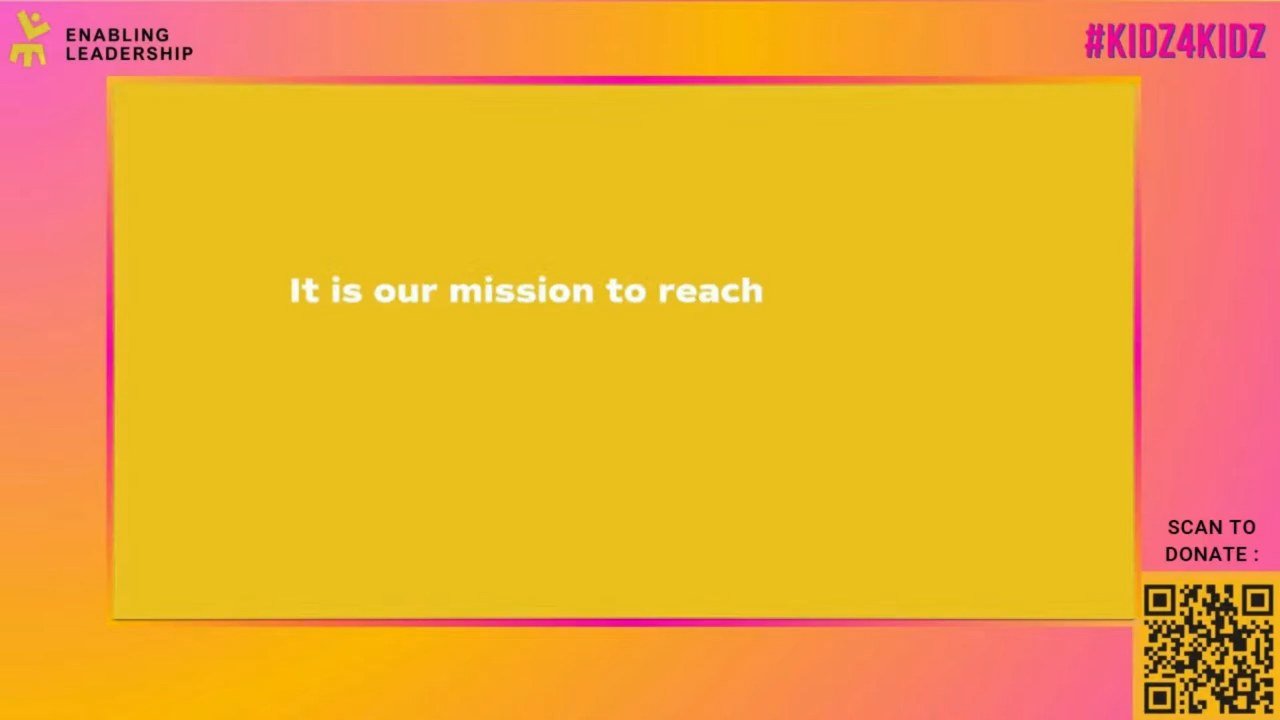 ENABLING
LEADERSHIP
#KIDZ4KIDZ
It is our mission to reach
SCAN TO
DONATE :